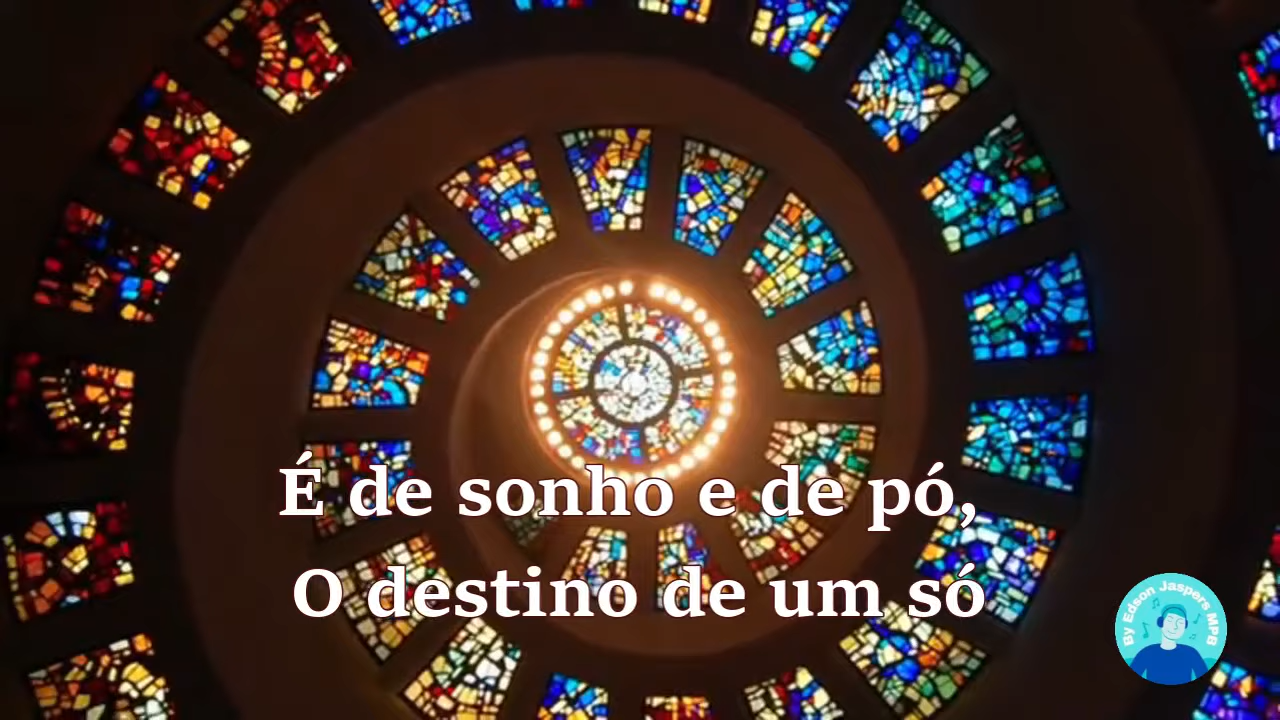 É de sonho e de pó,
O destino de um só
By Edson Jaspers MPB